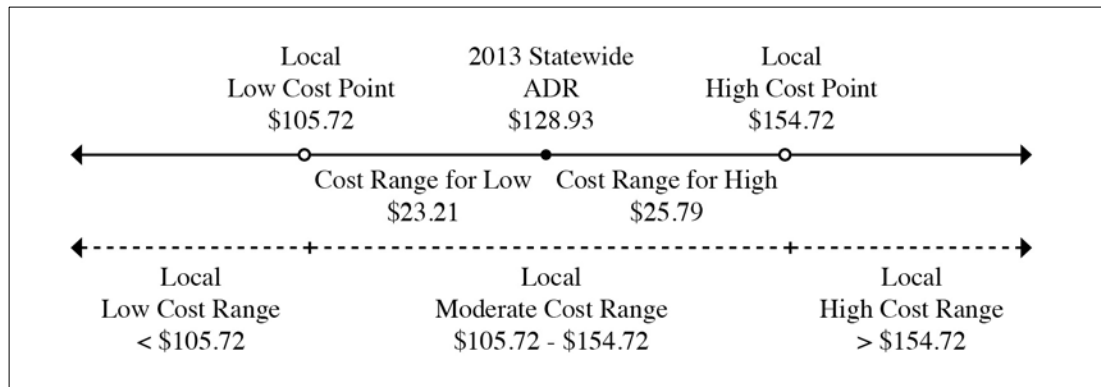 Local
Low Cost Point
$105.72
2013 Statewide
ADR
$128.93
Local
High Cost Point
$154.72
Cost Range for Low
$23.21
Cost Range for High
$25.79
Local
Low Cost Range
< $105.72
Local
Moderate Cost Range
$105.72 - $154.72
Local
High Cost Range
> $154.72